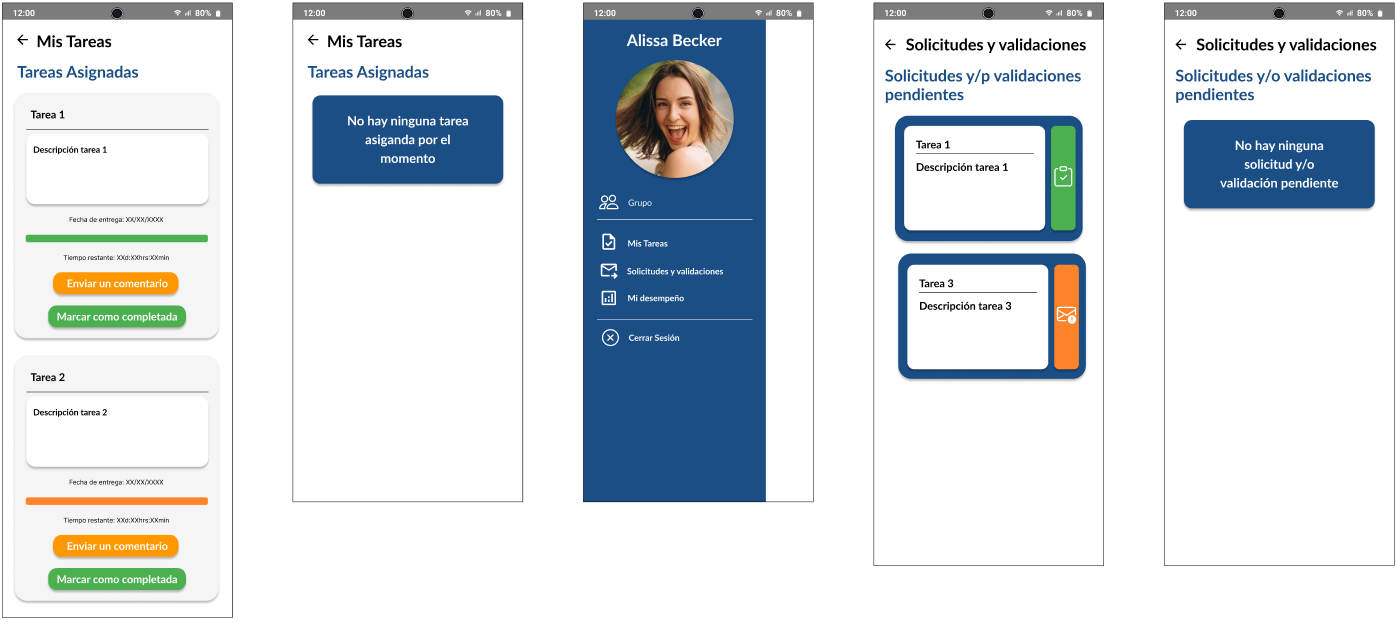 12:00
80%
Mis Tareas
Tareas Asignadas
Tarea 1
Descripción tarea 1
Fecha de entrega: XX/XX/XXXX
Tiempo restante: XXd:XXhrs:XXmin
Enviar un comentario
Marcar como completada
Tarea 2
Descripción tarea 2
Fecha de entrega: XX/XX/XXXX
Tiempo restante: XXd:XXhrs:XXmin
Enviar un comentario
Marcar como completada
12:00
80%
Mis Tareas
Tareas Asignadas
No hay ninguna tarea
asiganda por el
momento
12:00
80%
Alissa Becker
Grupo
Mis Tareas
Solicitudes y validaciones
Mi desempeño
Cerrar Sesión
12:00
80%
Solicitudes y validaciones
Solicitudes y/p validaciones
pendientes
Tarea 1
Descripción tarea 1
Tarea 3
Descripción tarea 3
12:00
80%
Solicitudes y validaciones
Solicitudes y/o validaciones
pendientes
No hay ninguna
solicitud y/o
validación pendiente